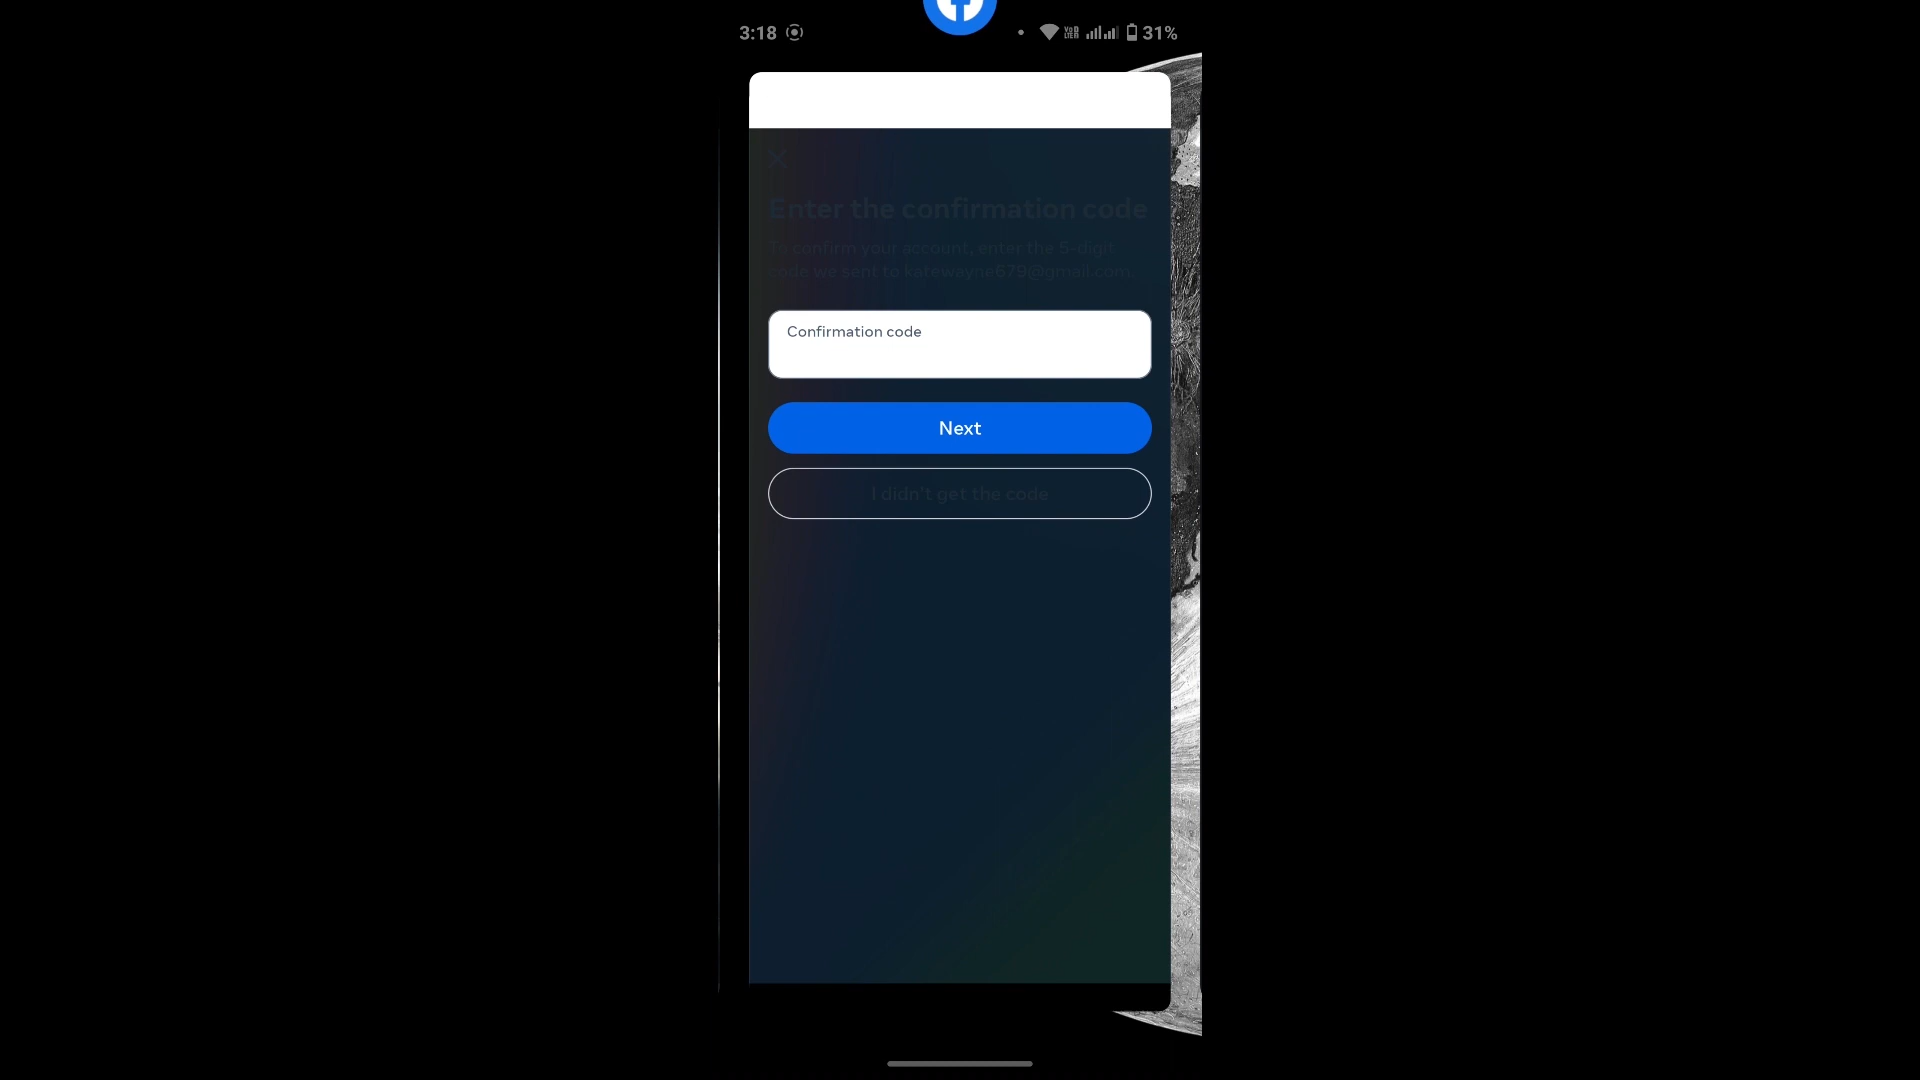 3:18 31%
Enter the confirmation code
To confirm your account, enter the 5-digit
code we sent to katewayne679@gmail.com.
Confirmation code
Next
I didn't get the code